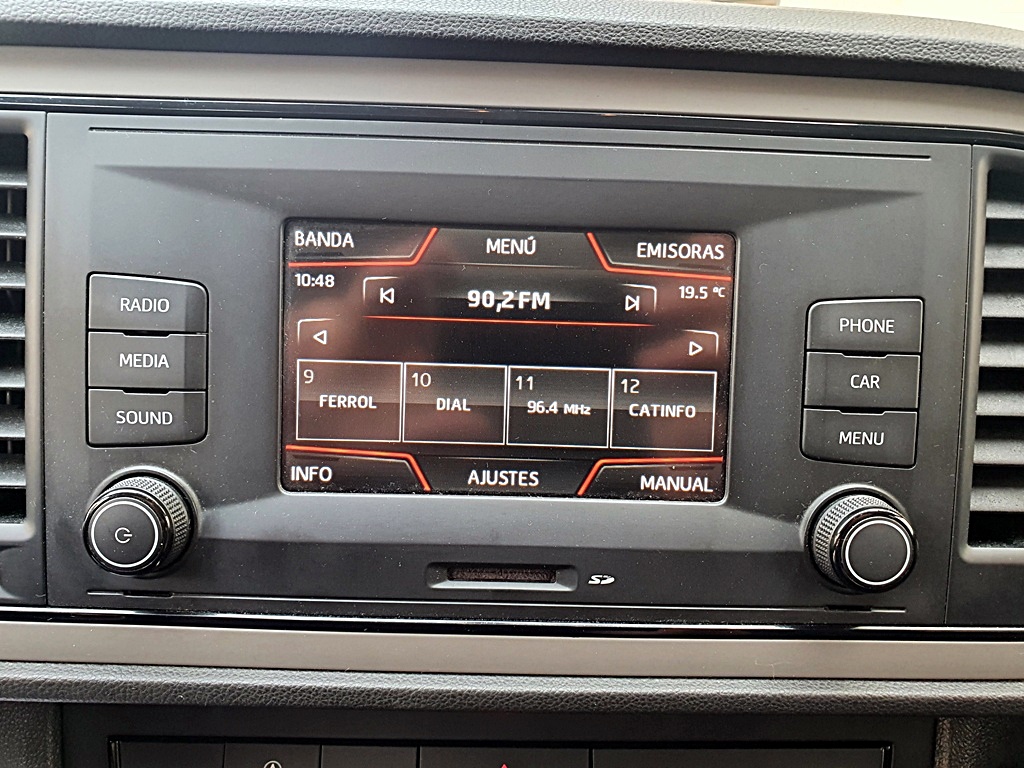 BANDA
MENÚ
EMISORAS
10:48
90,2 FM
19.5 °C
9
FERROL
10
DIAL
11
96.4 MHz
12
CATINFO
INFO
AJUSTES
MANUAL
RADIO
MEDIA
SOUND
PHONE
CAR
MENU
SD